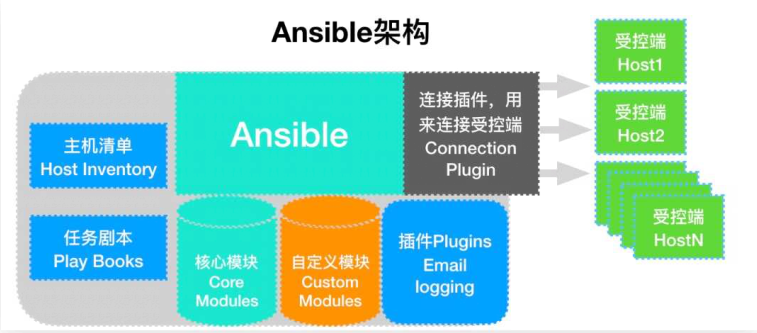 Ansible架构
主机清单
Host Inventory
任务剧本
Play Books
Ansible
连接插件，用
来连接受控端
Connection
Plugin
核心模块
Core
Modules
自定义模块
Custom
Modules
插件Plugins
Email
logging
受控端
Host1
受控端
Host2
受控端
HostN